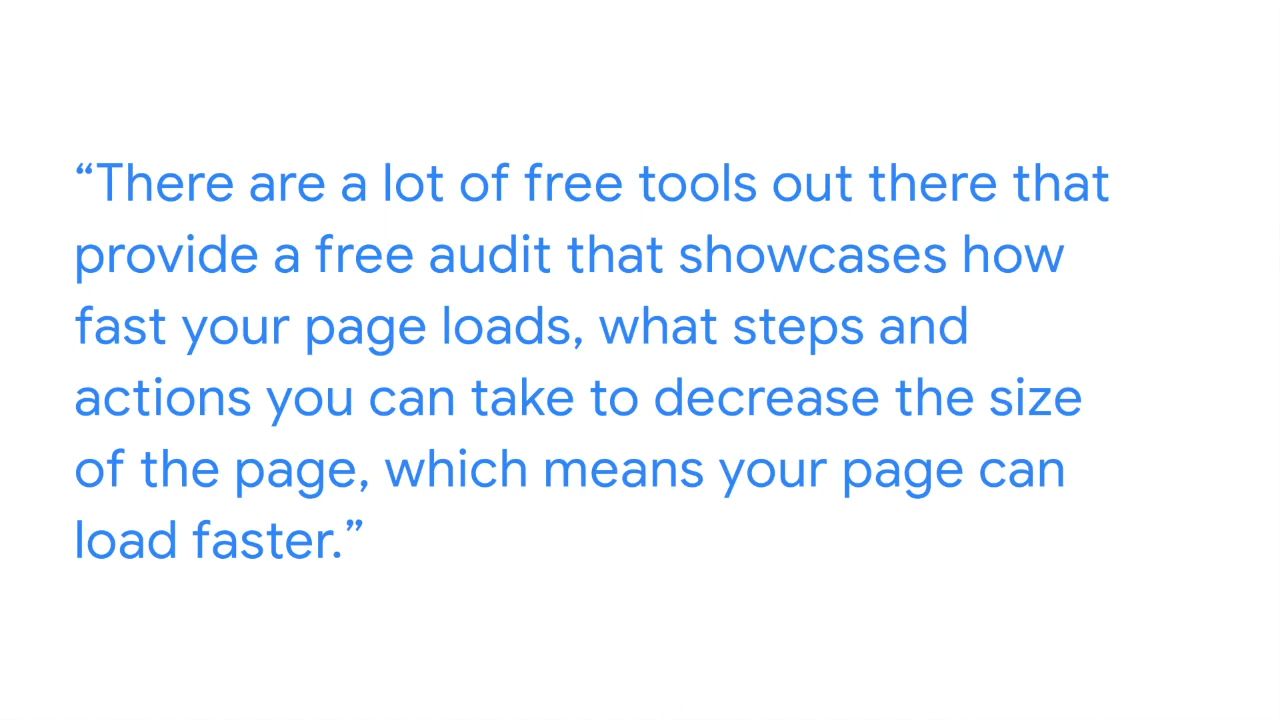 “There are a lot of free tools out there that
provide a free audit that showcases how
fast your page loads, what steps and
actions you can take to decrease the size
of the page, which means your page can
load faster.”